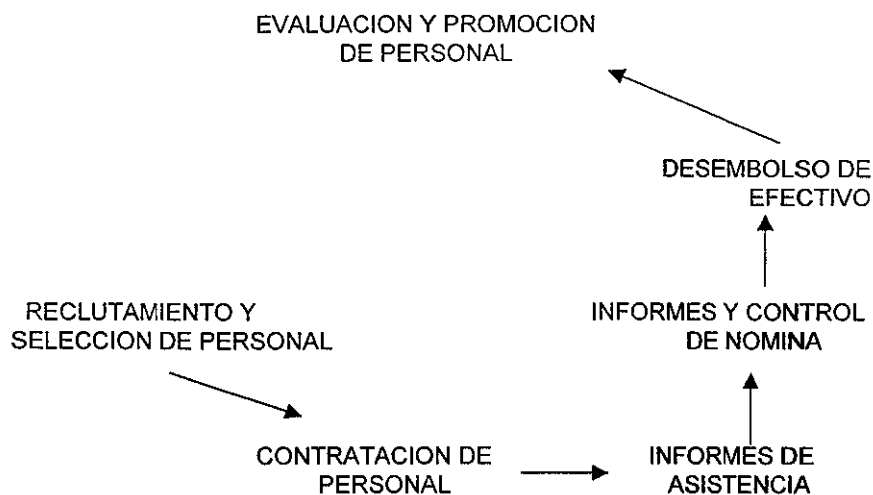 EVALUACION Y PROMOCION
DE PERSONAL
DESEMBOLSO DE
EFECTIVO
RECLUTAMIENTO Y
SELECCION DE PERSONAL
INFORMES Y CONTROL
DE NOMINA
CONTRATACION DE
PERSONAL
INFORMES DE
ASISTENCIA